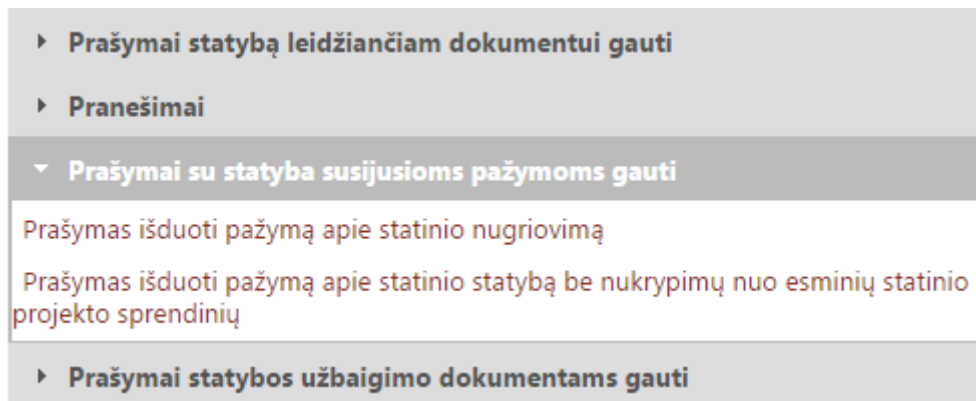 Prašymai statybą leidžiančiam dokumentui gauti
Pranešimai
Prašymai su statyba susijusioms pažymoms gauti
Prašymas išduoti pažymą apie statinio nugriovimą
Prašymas išduoti pažymą apie statinio statybą be nukrypimų nuo esminių statinio
projekto sprendinių
Prašymai statybos užbaigimo dokumentams gauti